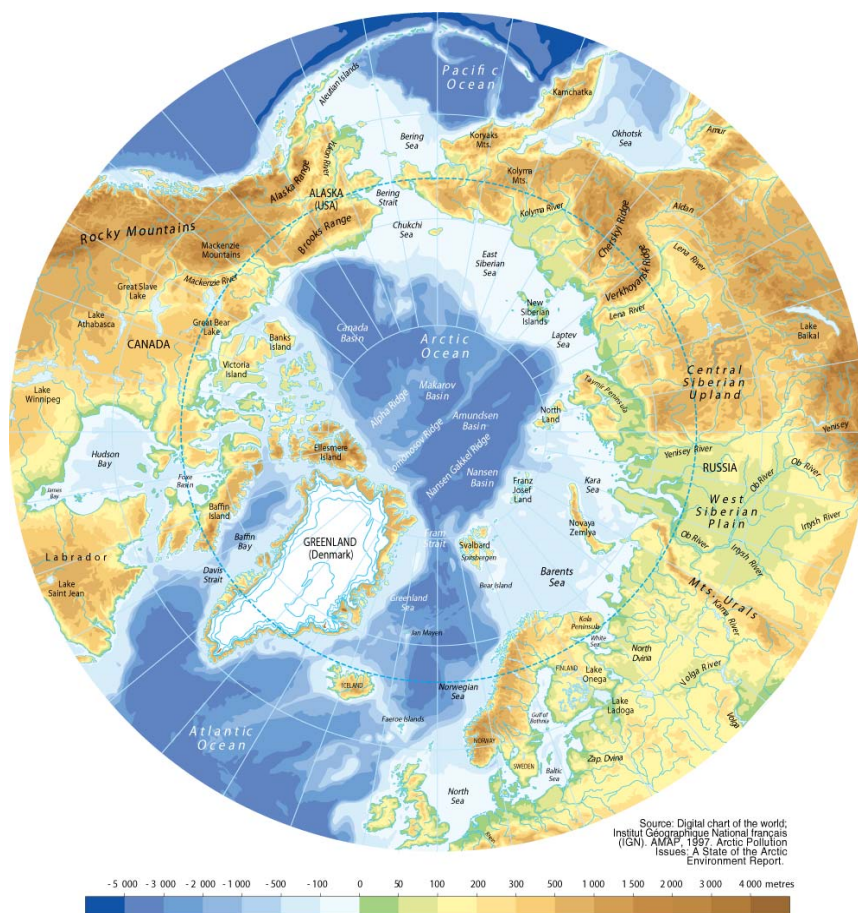 Pacific
Ocean
Aleutian Islands
Kamchatka
Bering
Sea
Koryaks
Mts.
Okhotsk
Sea
Amur
Yukon River
Alaska Range
ALASKA
(USA)
Bering
Strait
Kolyma
Mts.
Kolyma River
Cherskyi Ridge
Aldan
Rocky Mountains
Brooks Range
Chukchi
Sea
Mackenzie
Mountains
East
Siberian
Sea
Verkhoyansk Ridge
Lena River
Mackenzie River
Great Slave
Lake
New
Siberian
Islands
Lena River
Lake
Athabasca
Great Bear
Lake
Canada
Basin
Arctic
Ocean
Laptev
Sea
Lake
Baikal
CANADA
Banks
Island
Victoria
Island
Makarov
Basin
Central
Siberian
Upland
Taymir Peninsula
Lake
Winnipeg
Alpha Ridge
Amundsen
Basin
North
Land
Yenisey
Lomonosov Ridge
Ellesmere
Island
Nansen Gakkel Ridge
Yenisey River
Hudson
Bay
RUSSIA
Foxe
Basin
Nansen
Basin
Franz
Josef
Land
Kara
Sea
Ob River
Ob River
James
Bay
Baffin
Island
West
Siberian
Plain
Irtysh River
Novaya
Zemlya
Baffin
Bay
GREENLAND
(Denmark)
Fram
Strait
Svalbard
Spitsbergen
Ob River
Irtysh River
Labrador
Davis
Strait
Bear Island
Barents
Sea
Lake
Saint Jean
Greenland
Sea
Mts. Urals
Kama River
Jan Mayen
Kola
Peninsula
White
Sea
North
Dvina
Volga River
FINLAND
Lake
Onega
ICELAND
Norwegian
Sea
Lake
Ladoga
Volga
Faeroe Islands
Gulf of
Bothnia
Atlantic
Ocean
NORWAY
SWEDEN
Baltic
Sea
Zap. Dvina
North
Sea
Source: Digital chart of the world;
Institut Géographique National français
(IGN). AMAP, 1997. Arctic Pollution
Issues: A State of the Arctic
Environment Report.
- 5 000 - 3 000 - 2 000 - 1 000 - 500 - 100 0 50 100 200 300 500 1 000 1 500 2 000 3 000 4 000 metres